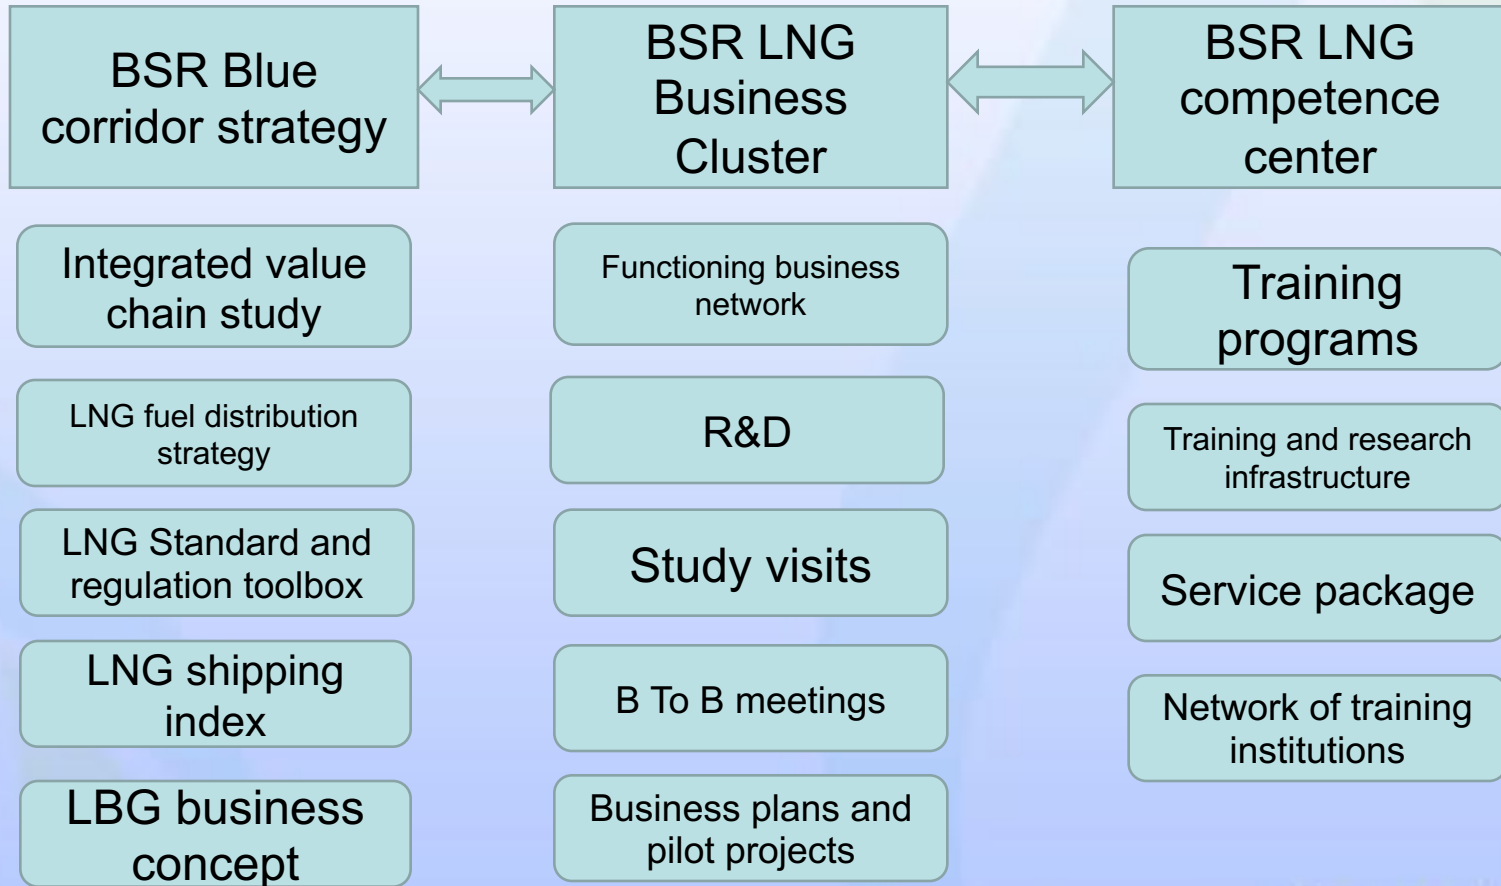 BSR Blue
corridor strategy
BSR LNG
Business
Cluster
BSR LNG
competence
center
Integrated value
chain study
LNG fuel distribution
strategy
LNG Standard and
regulation toolbox
LNG shipping
index
LBG business
concept
Functioning business
network
R&D
Study visits
B To B meetings
Business plans and
pilot projects
Training
programs
Training and research
infrastructure
Service package
Network of training
institutions